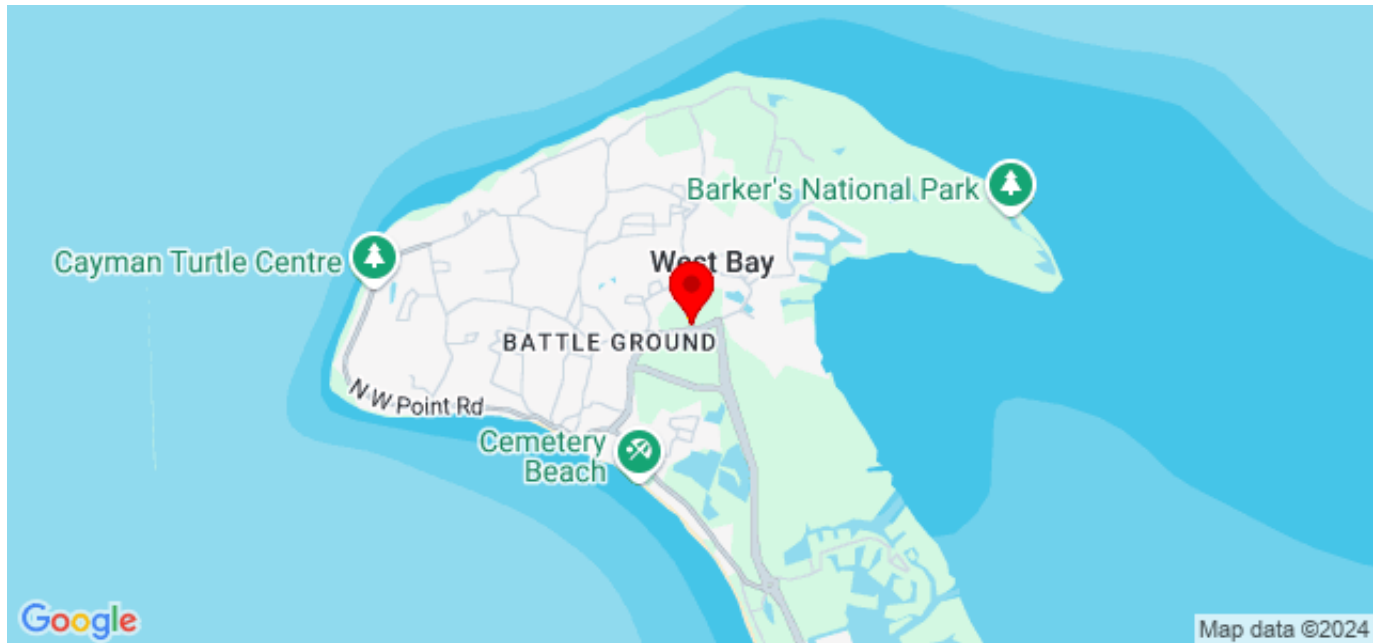 Barker's National Park
Cayman Turtle Centre
West Bay
BATTLE GROUND
N W Point Rd
Cemetery
Beach
Google
Map data ©2024